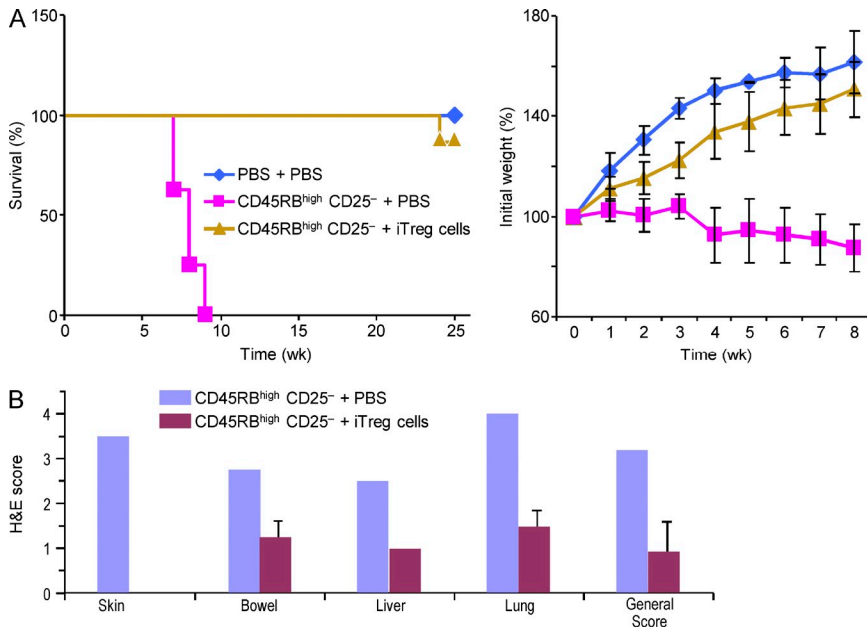 A
150
100
50
0
Survival (%)
PBS + PBS
CD45RBhigh CD25– + PBS
CD45RBhigh CD25– + iTreg cells
0 5 10 15 20 25
Time (wk)
180
140
100
60
Initial weight (%)
0 1 2 3 4 5 6 7 8
Time (wk)
B
CD45RBhigh CD25– + PBS
CD45RBhigh CD25– + iTreg cells
4
3
2
1
0
H&E score
Skin Bowel Liver Lung General
Score